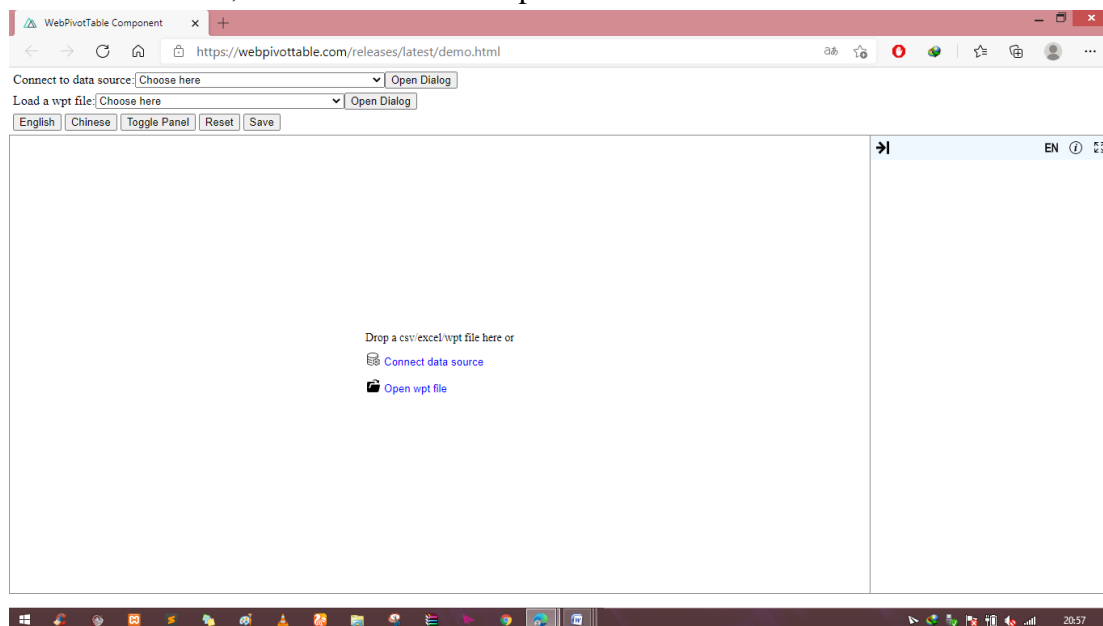 WebPivotTable Component
https://webpivottable.com/releases/latest/demo.html
Connect to data source: Choose here Open Dialog
Load a wpt file: Choose here Open Dialog
English Chinese Toggle Panel Reset Save
EN
Drop a csv/excel/wpt file here or
Connect data source
Open wpt file
20:57